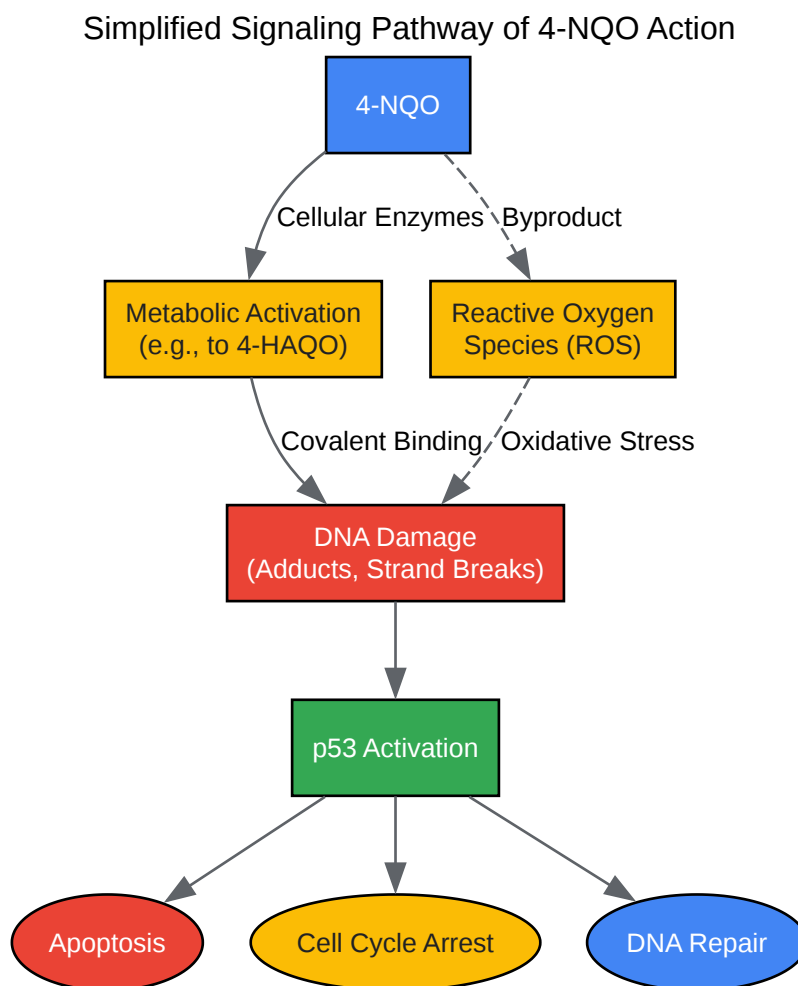 Simplified Signaling Pathway of 4-NQO Action
4-NQO
Cellular Enzymes
Byproduct
Metabolic Activation
(e.g., to 4-HAQO)
Reactive Oxygen
Species (ROS)
Covalent Binding
Oxidative Stress
DNA Damage
(Adducts, Strand Breaks)
p53 Activation
Apoptosis
Cell Cycle Arrest
DNA Repair